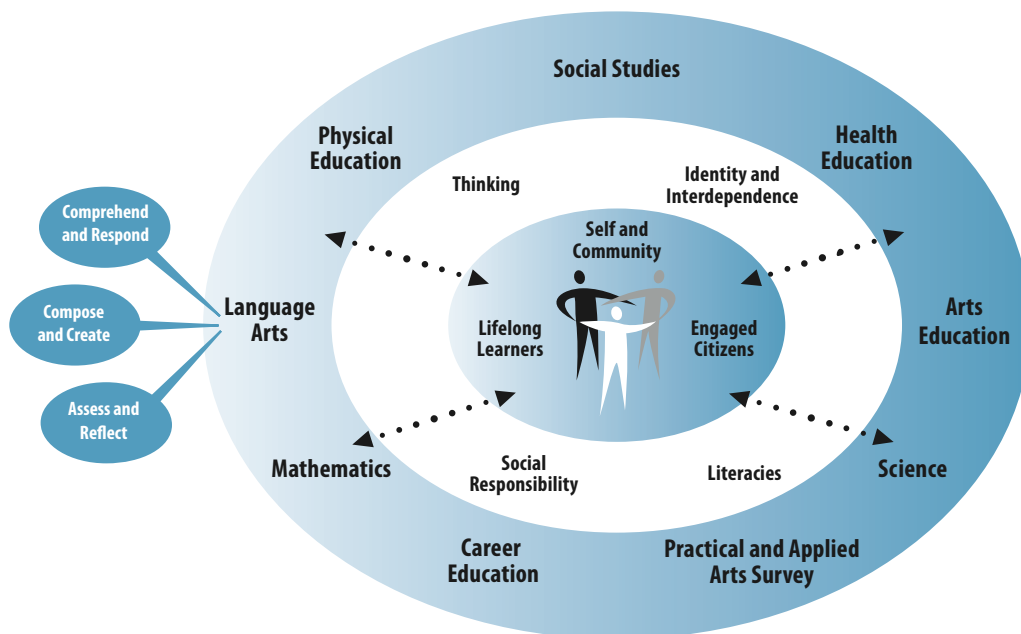 Social Studies
Physical
Education
Health
Education
Thinking
Identity and
Interdependence
Comprehend
and Respond
Self and
Community
Compose
and Create
Language
Arts
Lifelong
Learners
Engaged
Citizens
Arts
Education
Assess and
Reflect
Mathematics
Social
Responsibility
Literacies
Science
Career
Education
Practical and Applied
Arts Survey